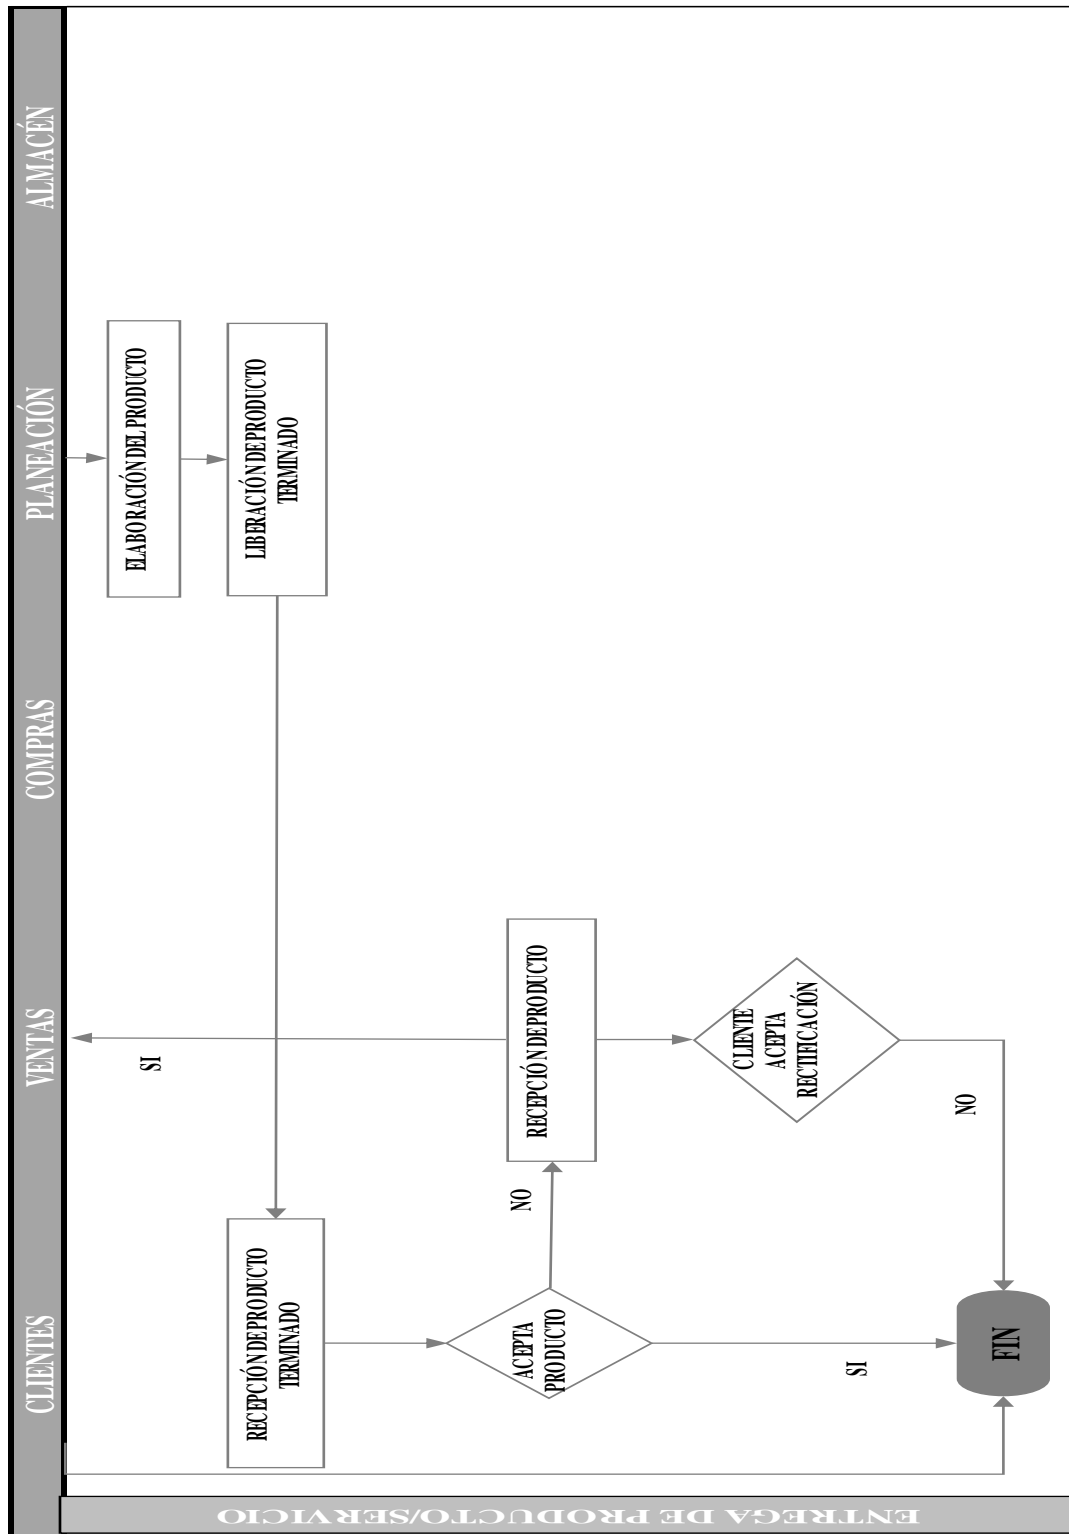 CLIENTES
VENTAS
COMPRAS
PLANEACIÓN
ALMACÉN
ENTREGA DE PRODUCTO/SERVICIO
ELABORACIÓN DEL PRODUCTO
LIBERACIÓN DE PRODUCTO
TERMINADO
RECEPCIÓN DE PRODUCTO
TERMINADO
SI
ACEPTA
PRODUCTO
NO
RECEPCIÓN DE PRODUCTO
CLIENTE
ACEPTA
RECTIFICACIÓN
SI
NO
FIN